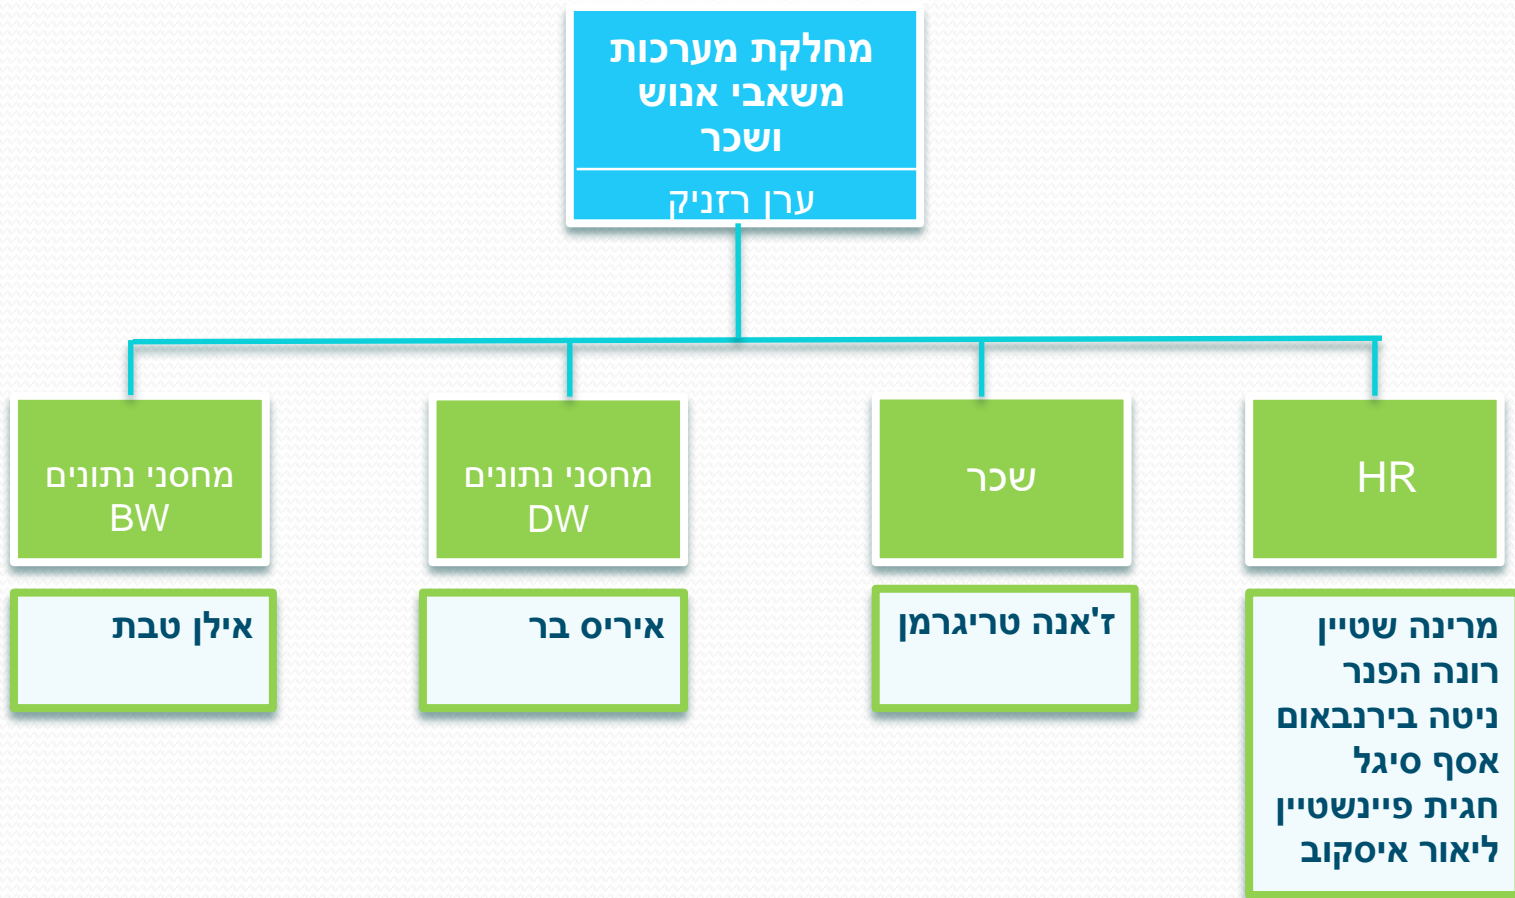 מחלקת מערכות
משאבי אנוש
ושכר
ערן רזניק
HR
שכר
מחסני נתונים
DW
מחסני נתונים
BW
מרינה שטיין
רונה הפנר
ניטה בירנבאום
אסף סיגל
חגית פיינשטיין
ליאור איסקוב
ז'אנה טריגרמן
איריס בר
אילן טבת